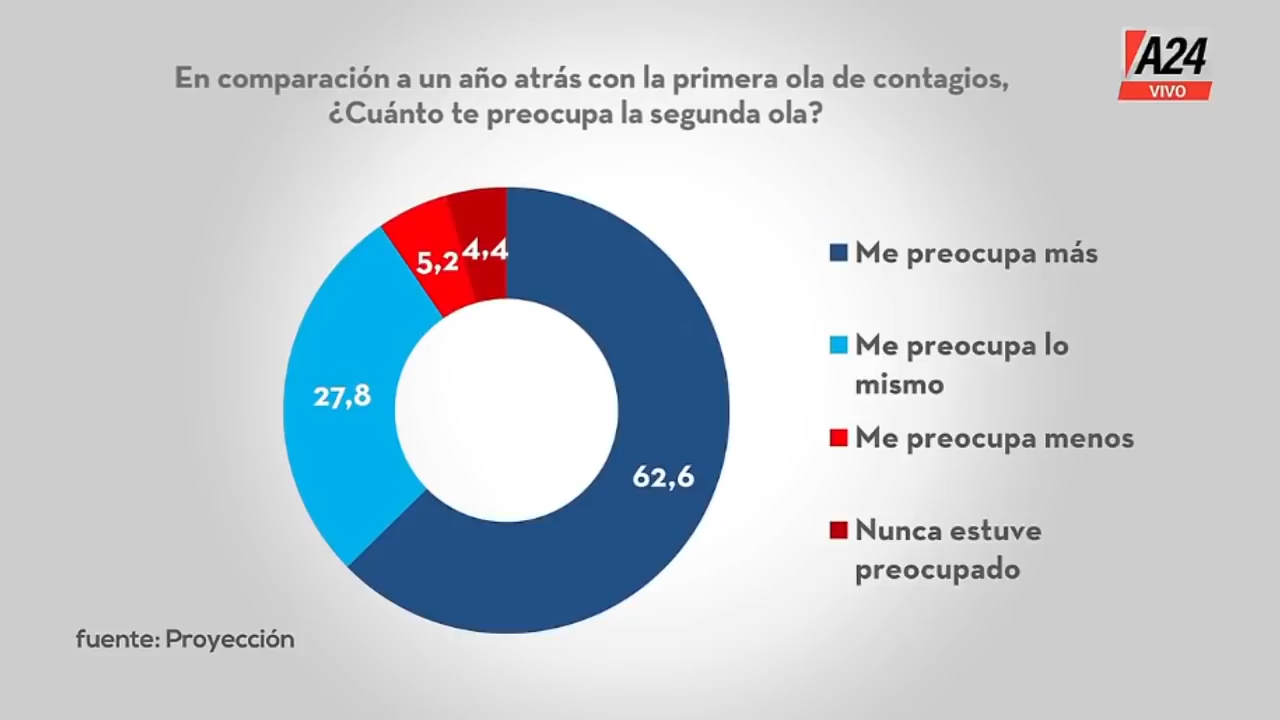 A24
VIVO
En comparación a un año atrás con la primera ola de contagios,
¿Cuánto te preocupa la segunda ola?
5,2
4,4
27,8
62,6
Me preocupa más
Me preocupa lo
mismo
Me preocupa menos
Nunca estuve
preocupado
fuente: Proyección